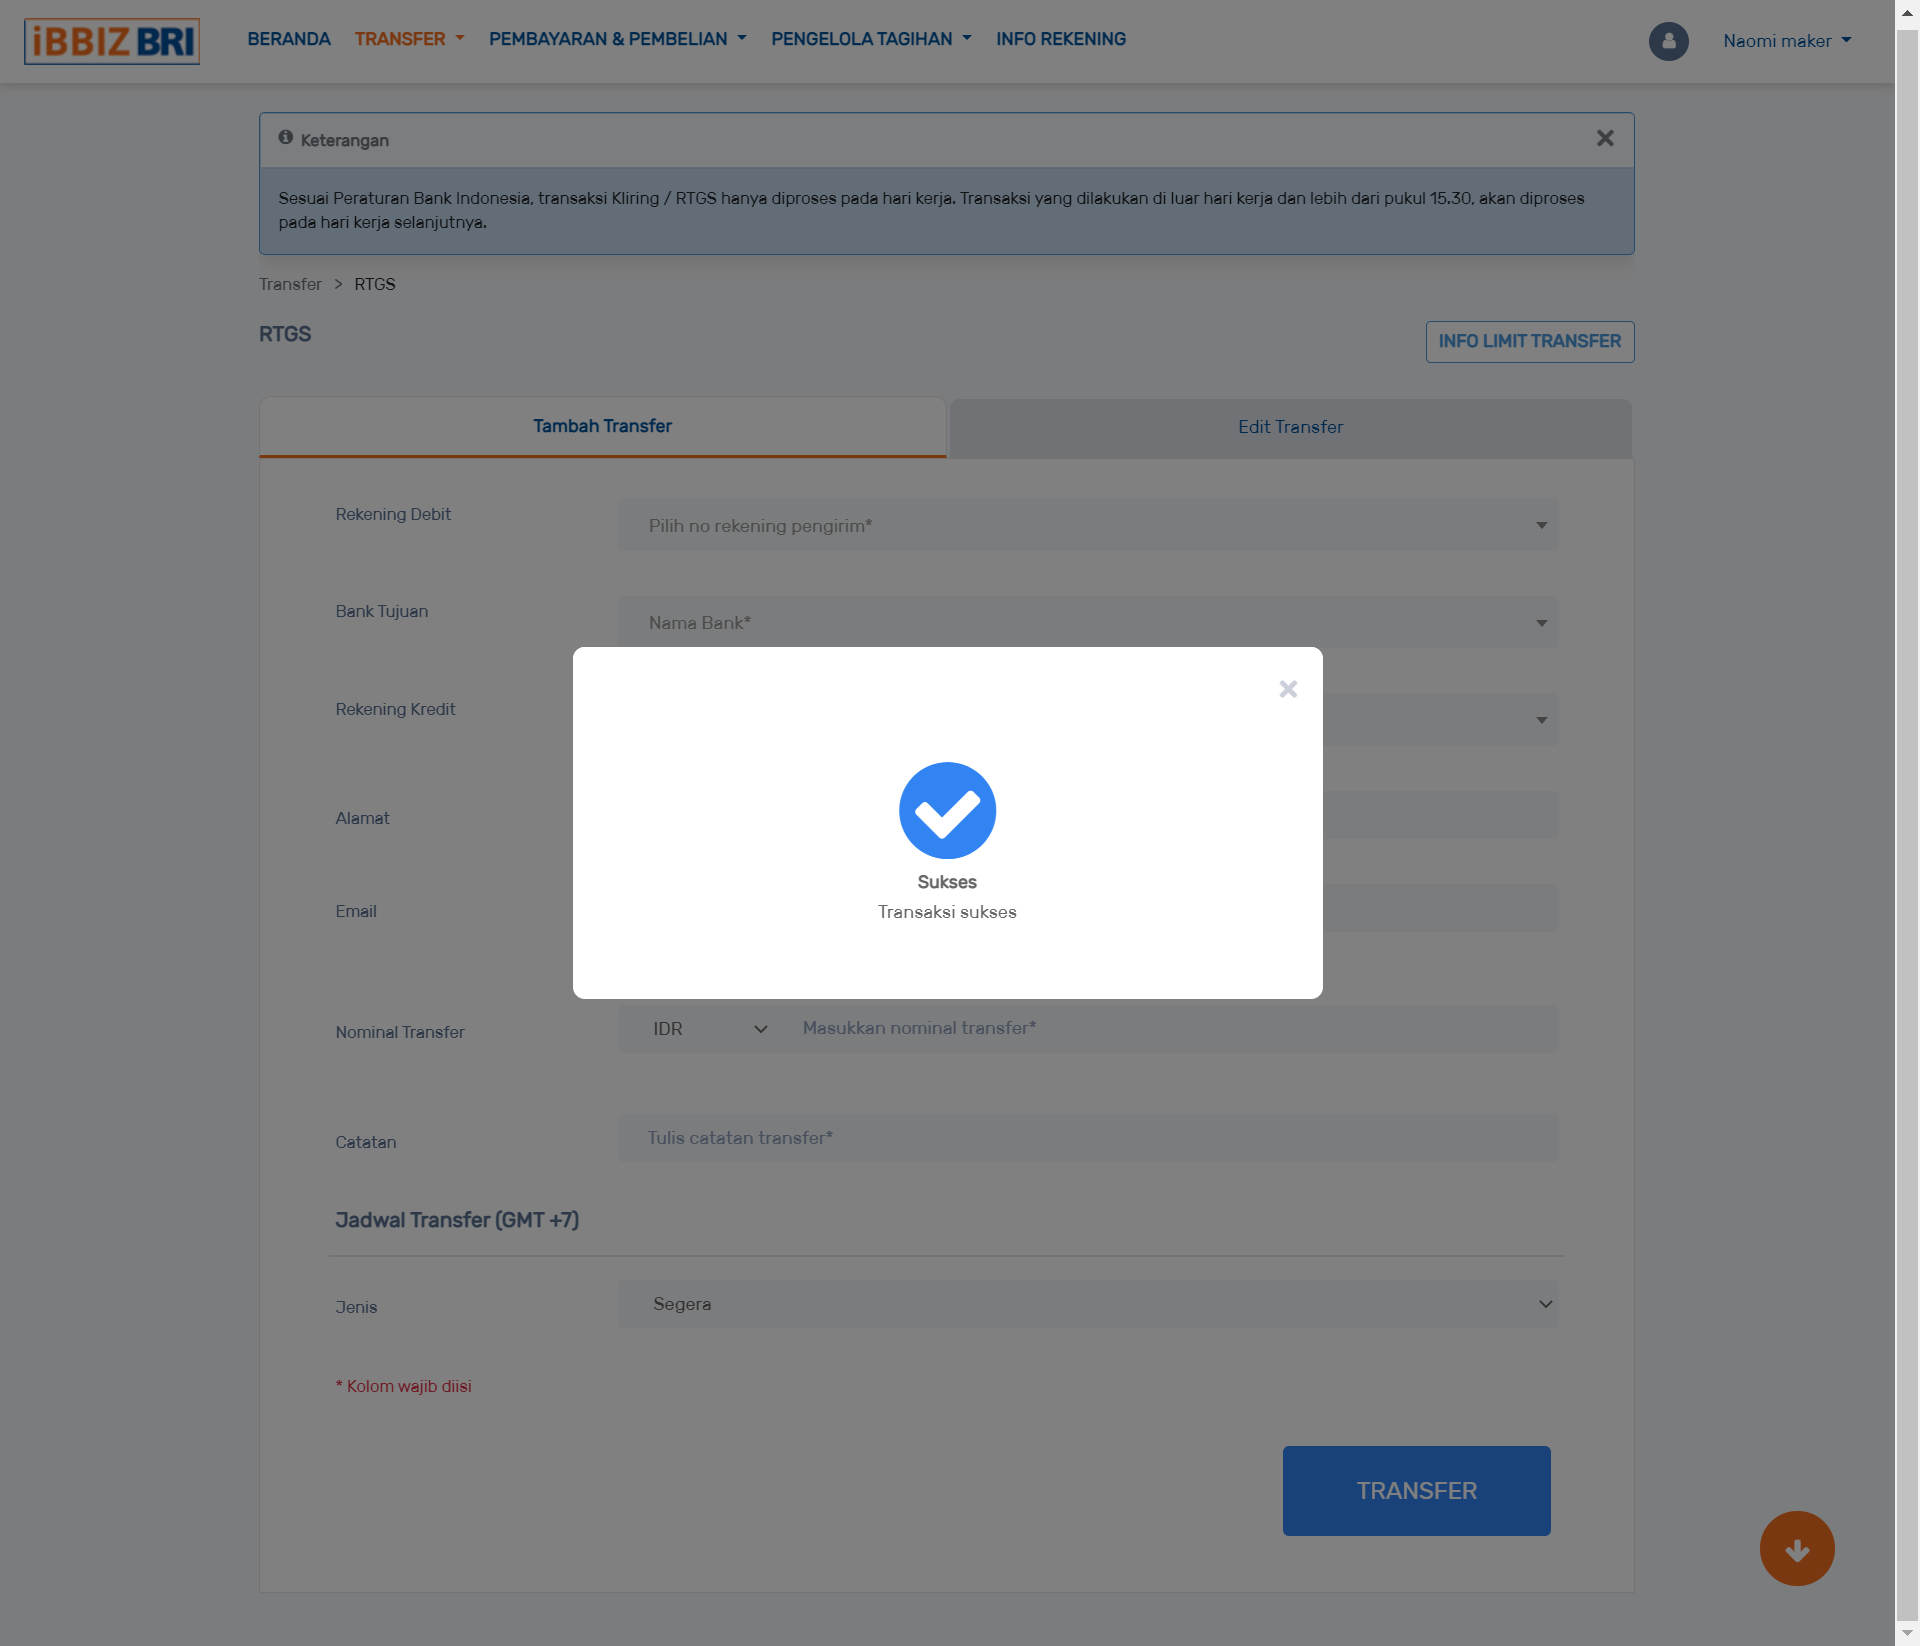 iBBIZ BRI
BERANDA TRANSFER PEMBAYARAN & PEMBELIAN PENGELOLA TAGIHAN INFO REKENING Naomi maker
Keterangan
Sesuai Peraturan Bank Indonesia, transaksi Kliring / RTGS hanya diproses pada hari kerja. Transaksi yang dilakukan di luar hari kerja dan lebih dari pukul 15.30, akan diproses
pada hari kerja selanjutnya.
Transfer > RTGS
RTGS
INFO LIMIT TRANSFER
Tambah Transfer Edit Transfer
Rekening Debit Pilih no rekening pengirim*
Bank Tujuan Nama Bank*
Rekening Kredit
Alamat
Sukses
Transaksi sukses
Email
Nominal Transfer IDR Masukkan nominal transfer*
Catatan Tulis catatan transfer*
Jadwal Transfer (GMT +7)
Jenis Segera
* Kolom wajib diisi
TRANSFER